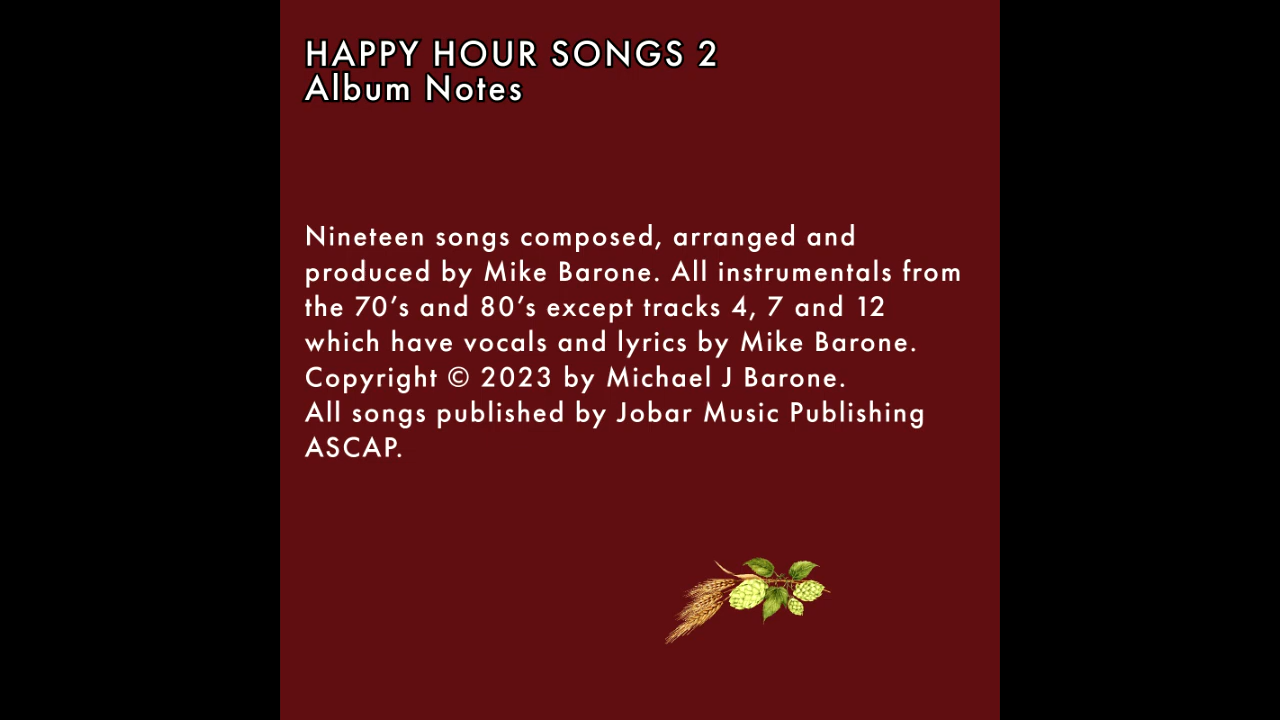 HAPPY HOUR SONGS 2
Album Notes
Nineteen songs composed, arranged and
produced by Mike Barone. All instrumentals from
the 70’s and 80’s except tracks 4, 7 and 12
which have vocals and lyrics by Mike Barone.
Copyright © 2023 by Michael J Barone.
All songs published by Jobar Music Publishing
ASCAP.